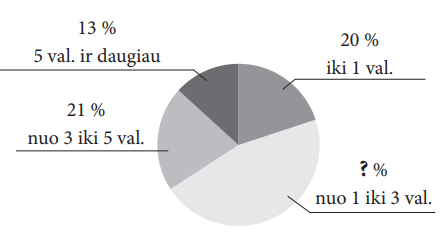 13 %
5 val. ir daugiau
20 %
iki 1 val.
21 %
nuo 3 iki 5 val.
? %
nuo 1 iki 3 val.